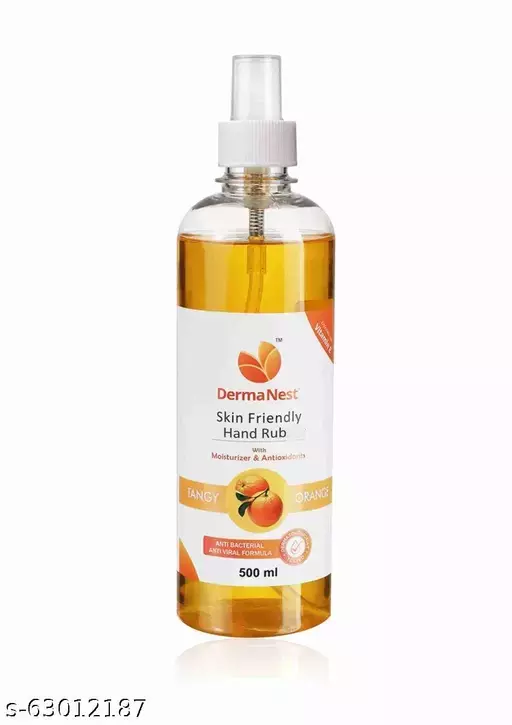 Vitamin E
TM
DermaNest
Skin Friendly
Hand Rub
With
Moisturizer & Antioxidants
TANGY ORANGE
ANTI BACTERIAL
ANTI VIRAL FORMULA
500 ml
s-63012187